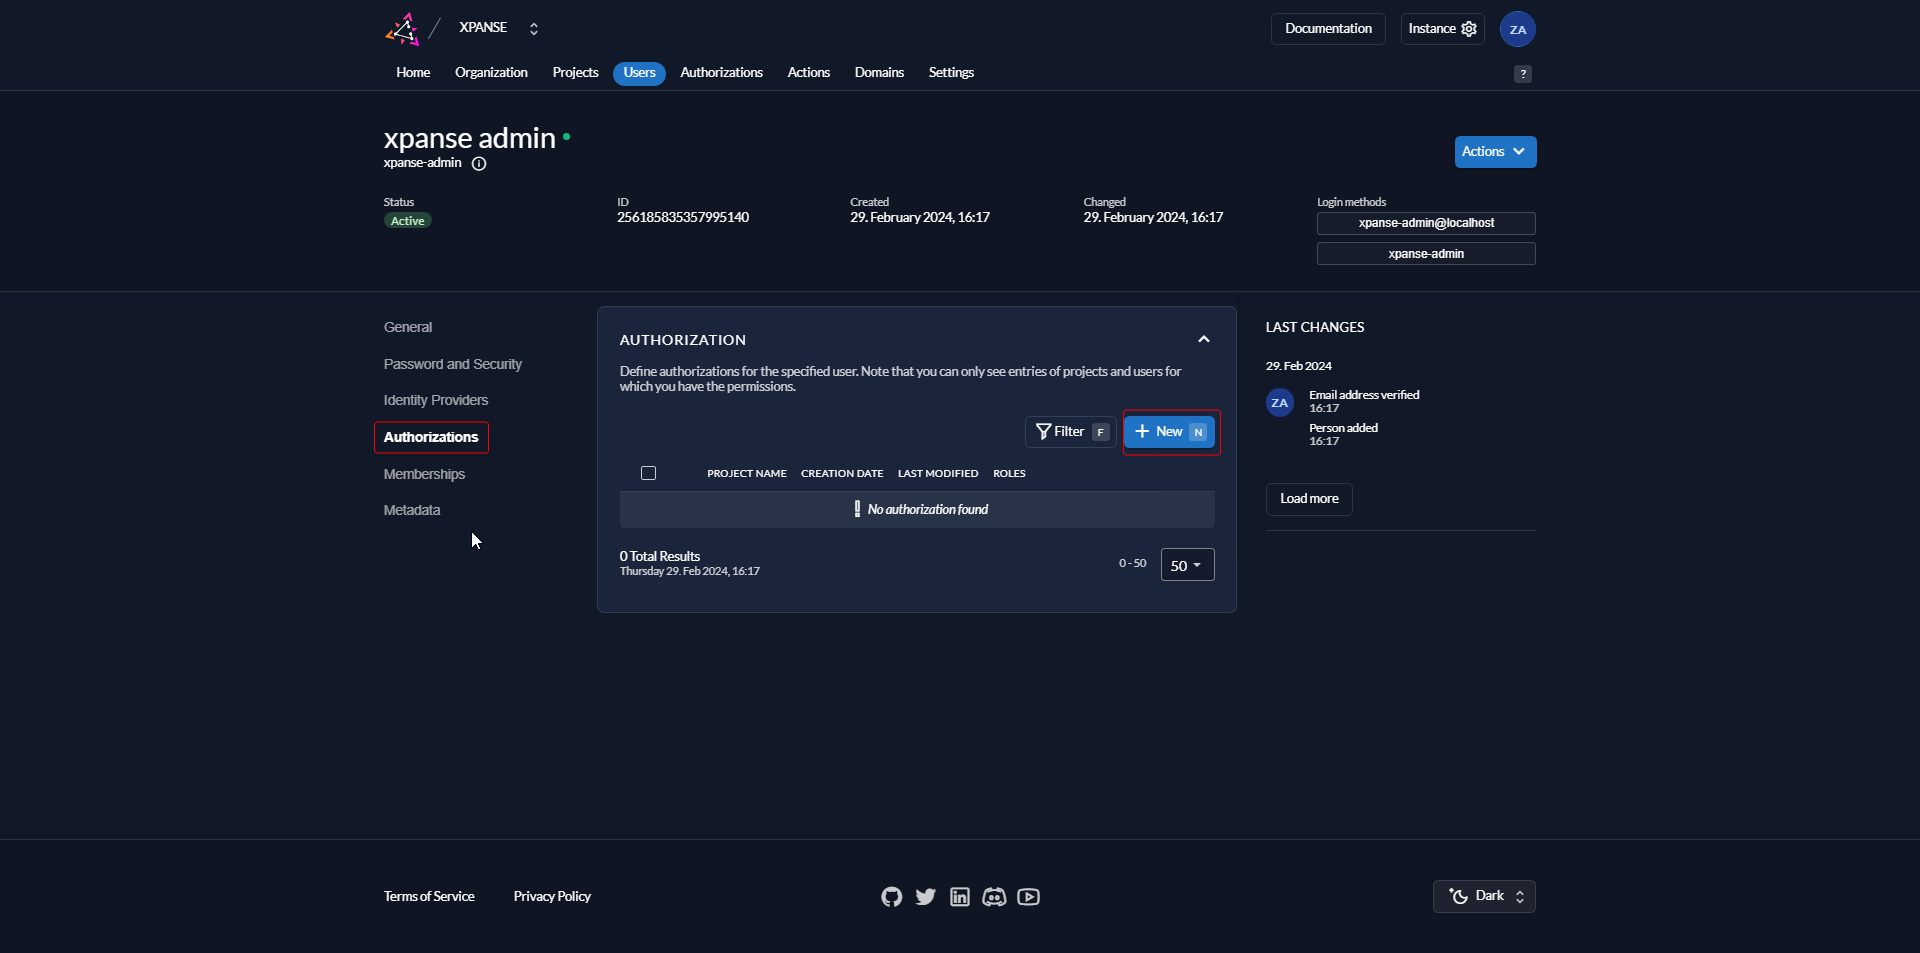 XPANSE
Documentation
Instance
ZA
Home
Organization
Projects
Users
Authorizations
Actions
Domains
Settings
?
xpanse admin
xpanse-admin
Actions
Status
Active
ID
256185835357995140
Created
29. February 2024, 16:17
Changed
29. February 2024, 16:17
Login methods
xpanse-admin@localhost
xpanse-admin
General
Password and Security
Identity Providers
Authorizations
Memberships
Metadata
AUTHORIZATION
Define authorizations for the specified user. Note that you can only see entries of projects and users for
which you have the permissions.
Filter F
New N
PROJECT NAME CREATION DATE LAST MODIFIED ROLES
No authorization found
0 Total Results
Thursday 29. Feb 2024, 16:17
0 - 50
50
LAST CHANGES
29. Feb 2024
ZA
Email address verified
16:17
Person added
16:17
Load more
Terms of Service
Privacy Policy
Dark